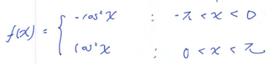 f(x) = { -cos²x : -π < x < 0
cos²x : 0 < x < π